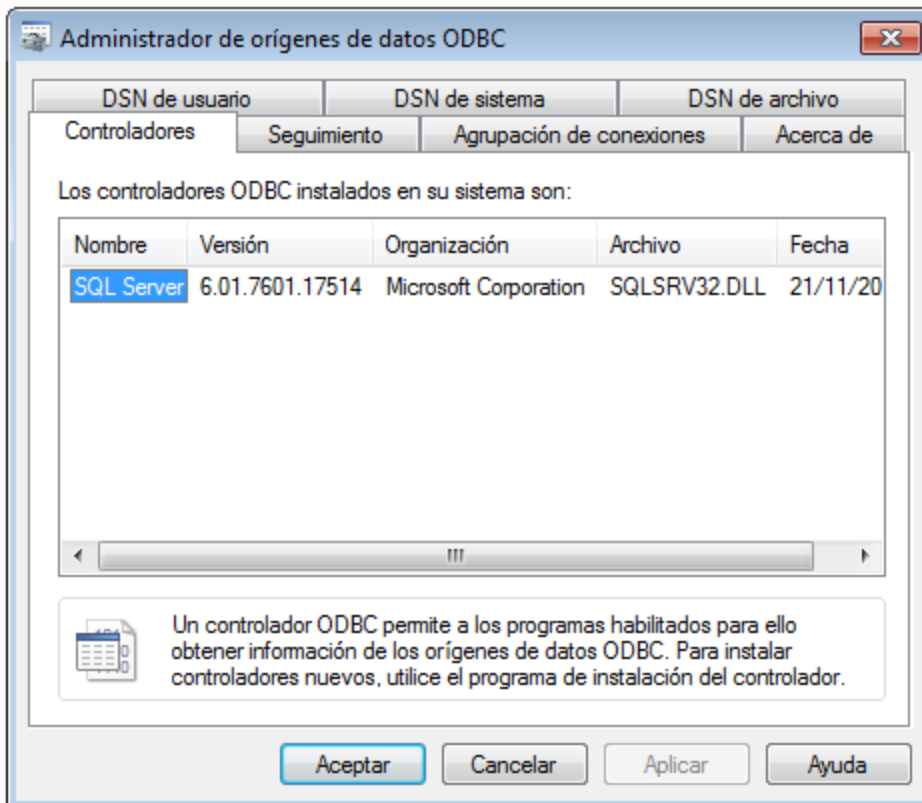 Administrador de orígenes de datos ODBC
DSN de usuario DSN de sistema DSN de archivo
Controladores Seguimiento Agrupación de conexiones Acerca de
Los controladores ODBC instalados en su sistema son:
Nombre Versión Organización Archivo Fecha
SQL Server 6.01.7601.17514 Microsoft Corporation SQLSRV32.DLL 21/11/20
Un controlador ODBC permite a los programas habilitados para ello
obtener información de los orígenes de datos ODBC. Para instalar
controladores nuevos, utilice el programa de instalación del controlador.
Aceptar Cancelar Aplicar Ayuda